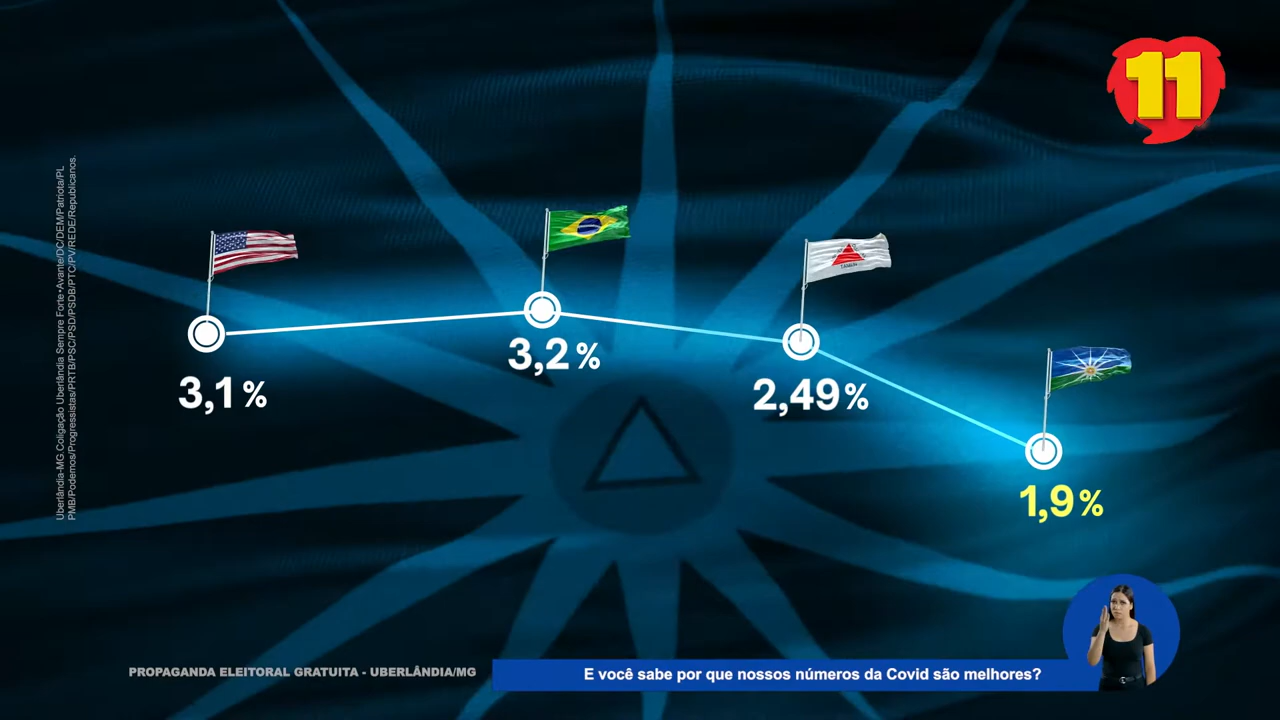 11
Uberlândia-MG.Coligação Uberlândia Sempre Forte•Avante/DC/DEM/Patriota/PL
PMB/Podemos/Progressistas/PRTB/PSC/PSD/PSDB/PTC/PV/REDE/Republicanos.
3,1%
3,2%
2,49%
1,9%
PROPAGANDA ELEITORAL GRATUITA - UBERLÂNDIA/MG
E você sabe por que nossos números da Covid são melhores?